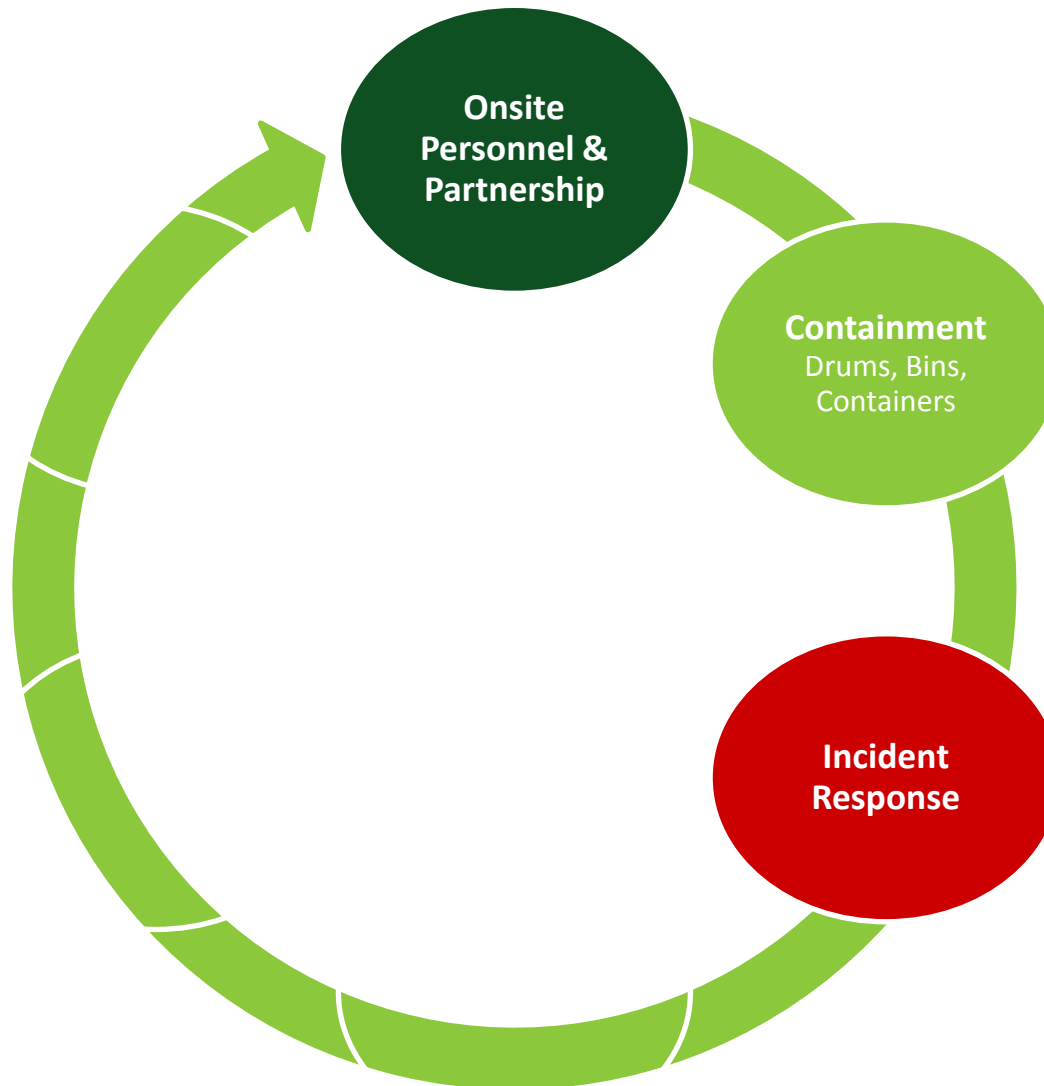 Onsite
Personnel &
Partnership
Containment
Drums, Bins,
Containers
Incident
Response